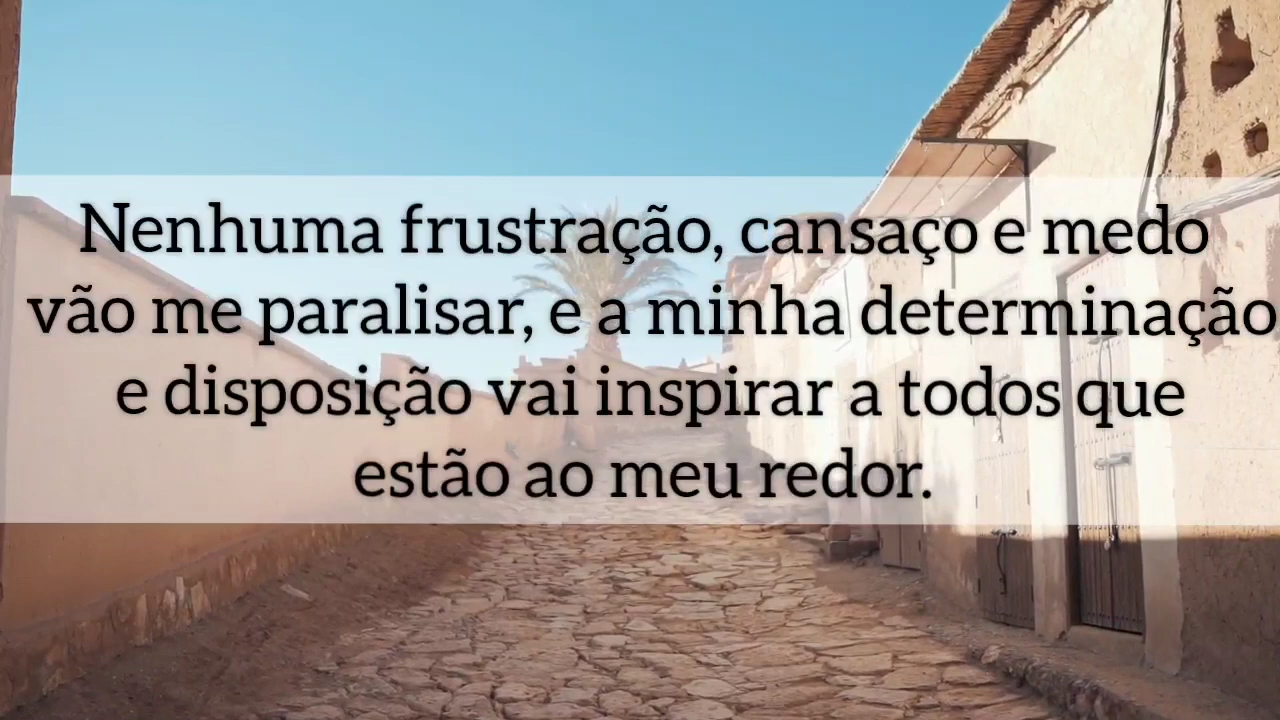 Nenhuma frustração, cansaço e medo
vão me paralisar, e a minha determinação
e disposição vai inspirar a todos que
estão ao meu redor.